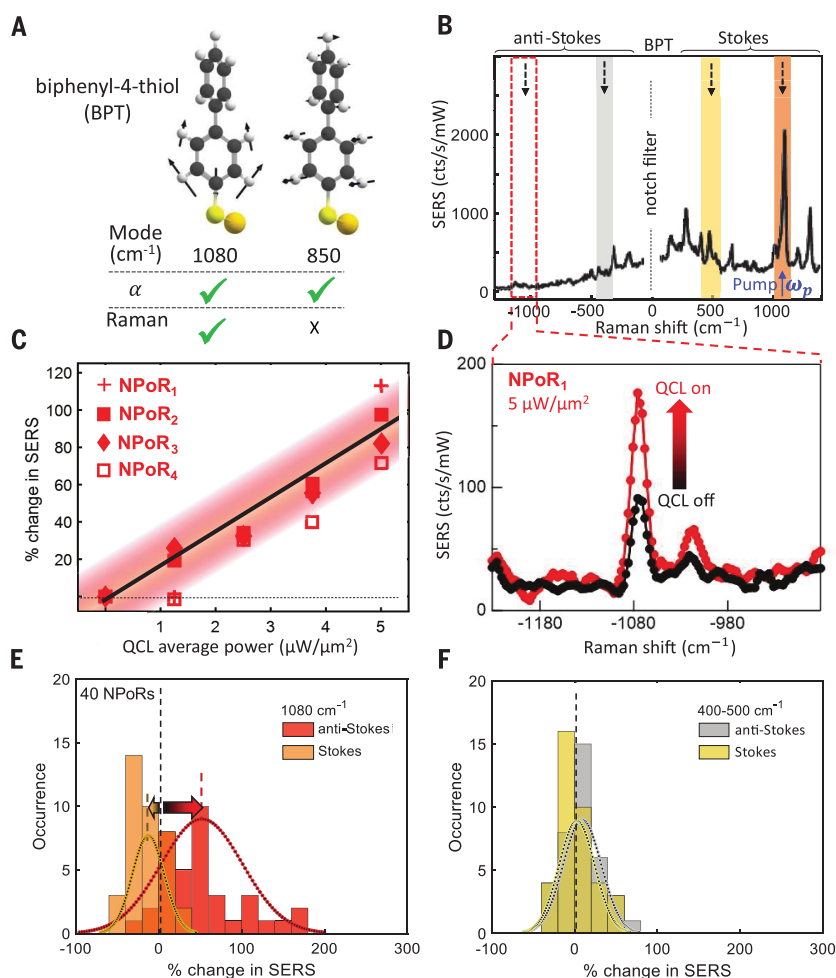 A
biphenyl-4-thiol
(BPT)
Mode
(cm⁻¹) 1080 850
α ✓ ✓
Raman ✓ x
B
anti-Stokes BPT Stokes
SERS (cts/s/mW)
2000
1000
0
notch filter
Pump ωp
-1000 -500 0 500 1000
Raman shift (cm⁻¹)
C
% change in SERS
120
100
80
60
40
20
NPoR₁
NPoR₂
NPoR₃
NPoR₄
0 1 2 3 4 5
QCL average power (μW/μm²)
D
SERS (cts/s/mW)
200
100
0
NPoR₁
5 μW/μm²
QCL on
QCL off
-1180 -1080 -980
Raman shift (cm⁻¹)
E
Occurrence
20
15
10
5
0
40 NPoRs
1080 cm⁻¹
anti-Stokes
Stokes
-100 0 100 200 300
% change in SERS
F
Occurrence
20
15
10
5
0
400-500 cm⁻¹
anti-Stokes
Stokes
-100 0 100 200 300
% change in SERS